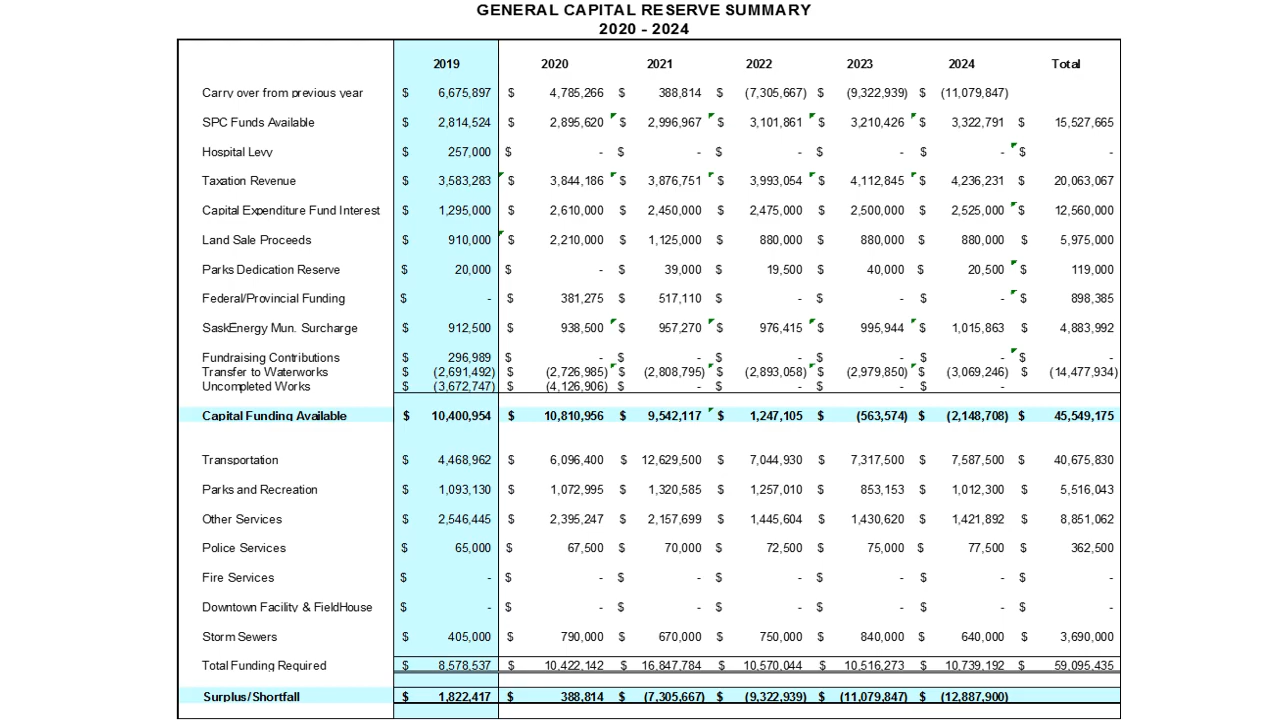 GENERAL CAPITAL RESERVE SUMMARY
2020 - 2024
2019 2020 2021 2022 2023 2024 Total
Carry over from previous year $ 6,675,897 $ 4,785,266 $ 388,814 $ (7,305,667) $ (9,322,939) $ (11,079,847)
SPC Funds Available $ 2,814,524 $ 2,895,620 $ 2,996,967 $ 3,101,861 $ 3,210,426 $ 3,322,791 $ 15,527,665
Hospital Levy $ 257,000 $ - $ - $ - $ - $ - $ -
Taxation Revenue $ 3,583,283 $ 3,844,186 $ 3,876,751 $ 3,993,054 $ 4,112,845 $ 4,236,231 $ 20,063,067
Capital Expenditure Fund Interest $ 1,295,000 $ 2,610,000 $ 2,450,000 $ 2,475,000 $ 2,500,000 $ 2,525,000 $ 12,560,000
Land Sale Proceeds $ 910,000 $ 2,210,000 $ 1,125,000 $ 880,000 $ 880,000 $ 880,000 $ 5,975,000
Parks Dedication Reserve $ 20,000 $ - $ 39,000 $ 19,500 $ 40,000 $ 20,500 $ 119,000
Federal/Provincial Funding $ - $ 381,275 $ 517,110 $ - $ - $ - $ 898,385
SaskEnergy Mun. Surcharge $ 912,500 $ 938,500 $ 957,270 $ 976,415 $ 995,944 $ 1,015,863 $ 4,883,992
Fundraising Contributions $ 296,989 $ - $ - $ - $ - $ - $ -
Transfer to Waterworks $ (2,691,492) $ (2,726,985) $ (2,808,795) $ (2,893,058) $ (2,979,850) $ (3,069,246) $ (14,477,934)
Uncompleted Works $ (3,672,747) $ (4,126,906) $ - $ - $ - $ -
Capital Funding Available $ 10,400,954 $ 10,810,956 $ 9,542,117 $ 1,247,105 $ (563,574) $ (2,148,708) $ 45,549,175
Transportation $ 4,468,962 $ 6,096,400 $ 12,629,500 $ 7,044,930 $ 7,317,500 $ 7,587,500 $ 40,675,830
Parks and Recreation $ 1,093,130 $ 1,072,995 $ 1,320,585 $ 1,257,010 $ 853,153 $ 1,012,300 $ 5,516,043
Other Services $ 2,546,445 $ 2,395,247 $ 2,157,699 $ 1,445,604 $ 1,430,620 $ 1,421,892 $ 8,851,062
Police Services $ 65,000 $ 67,500 $ 70,000 $ 72,500 $ 75,000 $ 77,500 $ 362,500
Fire Services $ - $ - $ - $ - $ - $ - $ -
Downtown Facility & FieldHouse $ - $ - $ - $ - $ - $ - $ -
Storm Sewers $ 405,000 $ 790,000 $ 670,000 $ 750,000 $ 840,000 $ 640,000 $ 3,690,000
Total Funding Required $ 8,578,537 $ 10,422,142 $ 16,847,784 $ 10,570,044 $ 10,516,273 $ 10,739,192 $ 59,095,435
Surplus/Shortfall $ 1,822,417 $ 388,814 $ (7,305,667) $ (9,322,939) $ (11,079,847) $ (12,887,900)